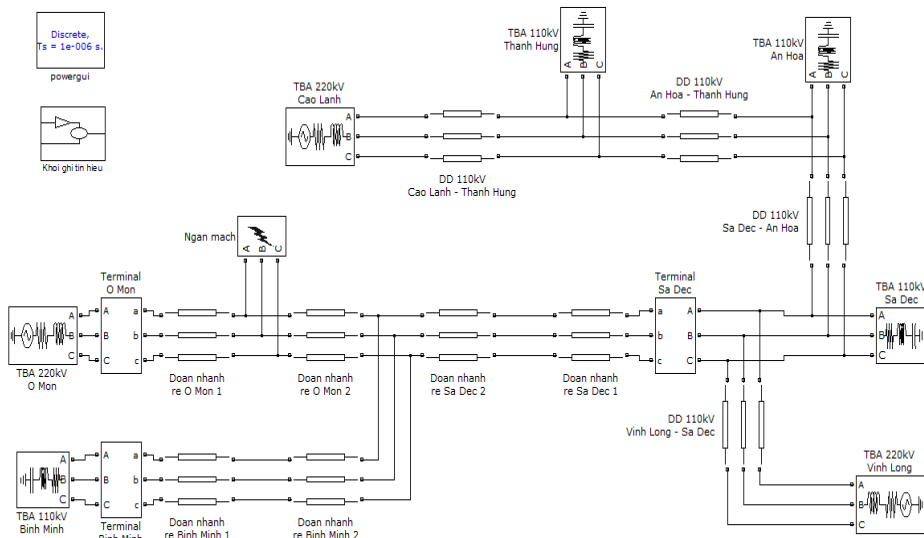 Discrete,
Ts = 1e-006 s.
powergui
Khoi ghi tin hieu
TBA 220kV
Cao Lanh
A
B
C
TBA 110kV
Thanh Hung
A
B
C
TBA 110kV
An Hoa
A
B
C
DD 110kV
An Hoa - Thanh Hung
DD 110kV
Cao Lanh - Thanh Hung
DD 110kV
Sa Dec - An Hoa
Ngan mach
A
B
C
Terminal
O Mon
A
B
C
a
b
c
A
B
C
TBA 220kV
O Mon
Doan nhanh
re O Mon 1
Doan nhanh
re O Mon 2
Doan nhanh
re Sa Dec 2
Doan nhanh
re Sa Dec 1
Terminal
Sa Dec
a
b
c
A
B
C
TBA 110kV
Sa Dec
A
B
C
DD 110kV
Vinh Long - Sa Dec
TBA 220kV
Vinh Long
A
B
C
A
B
C
TBA 110kV
Binh Minh
A
B
C
a
b
c
Terminal
Binh Minh
Doan nhanh
re Binh Minh 1
Doan nhanh
re Binh Minh 2